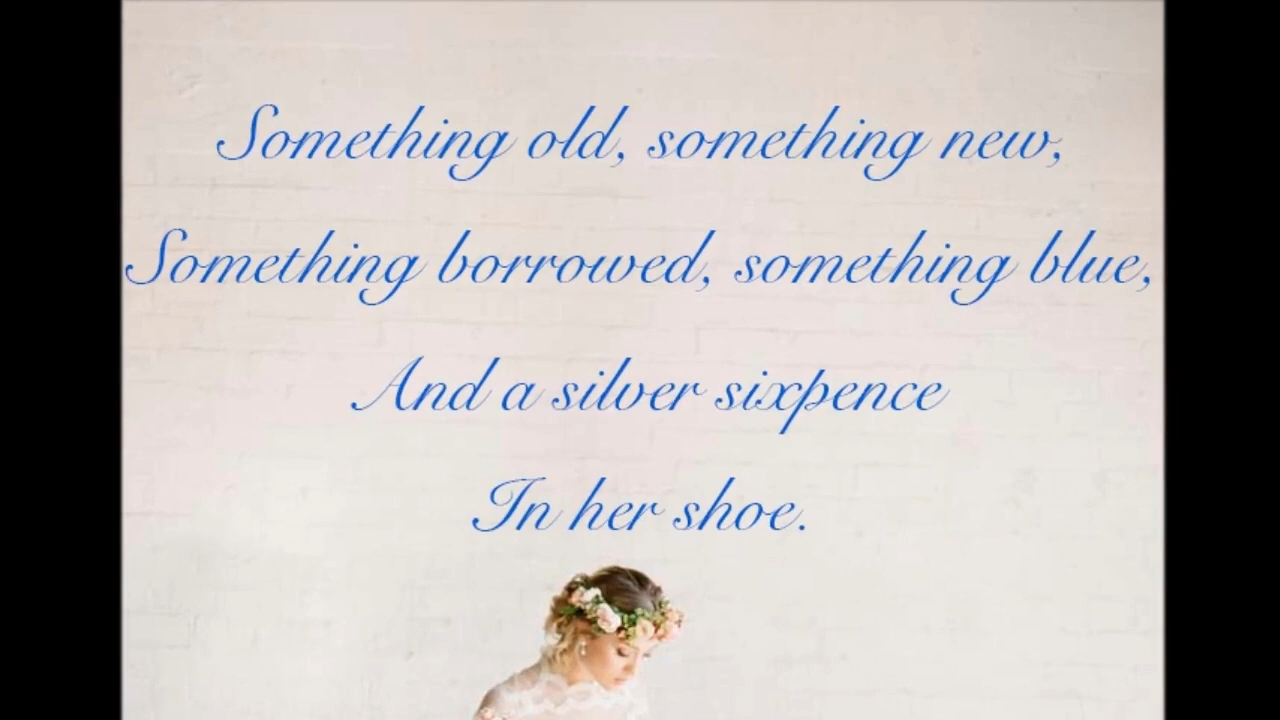 Something old, something new,
Something borrowed, something blue,
And a silver sixpence
In her shoe.